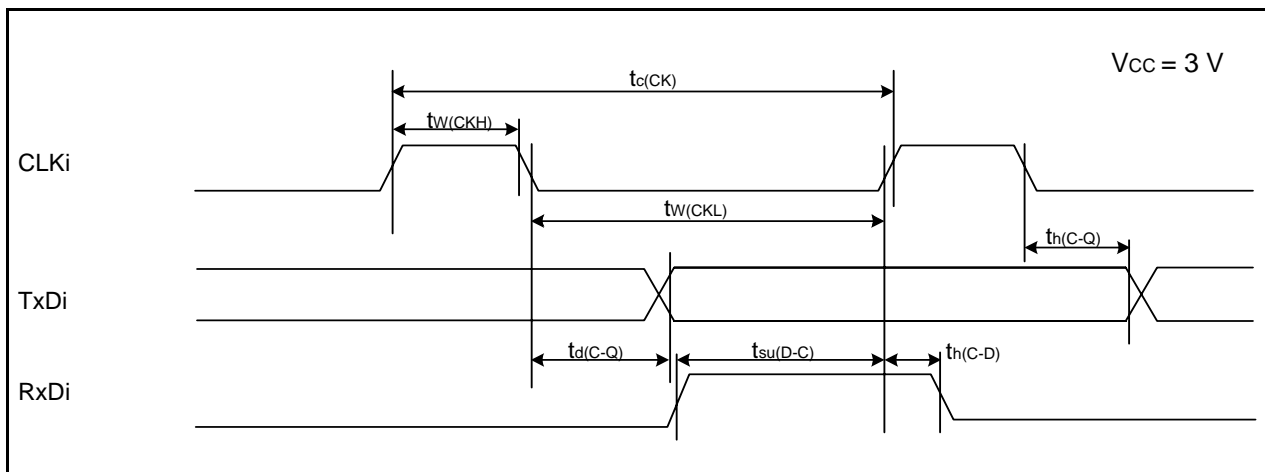 VCC = 3 V
tc(CK)
tW(CKH)
CLKi
tW(CKL)
th(C-Q)
TxDi
td(C-Q)
tsu(D-C)
th(C-D)
RxDi